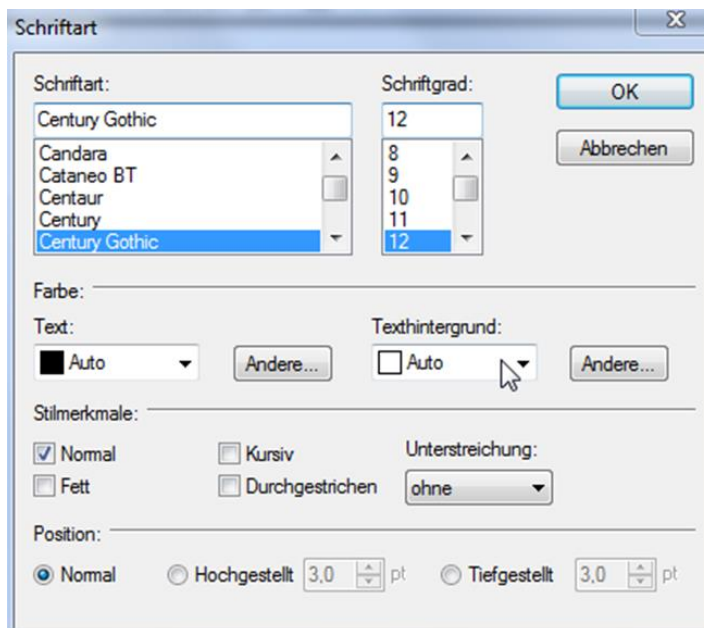 Schriftart
Schriftart: Schriftgrad:
Century Gothic 12 OK
Candara 8 Abbrechen
Cataneo BT 9
Centaur 10
Century 11
Century Gothic 12
Farbe:
Text: Texthintergrund:
Auto Andere... Auto Andere...
Stilmerkmale:
Normal Kursiv Unterstreichung:
Fett Durchgestrichen ohne
Position:
Normal Hochgestellt 3,0 pt Tiefgestellt 3,0 pt